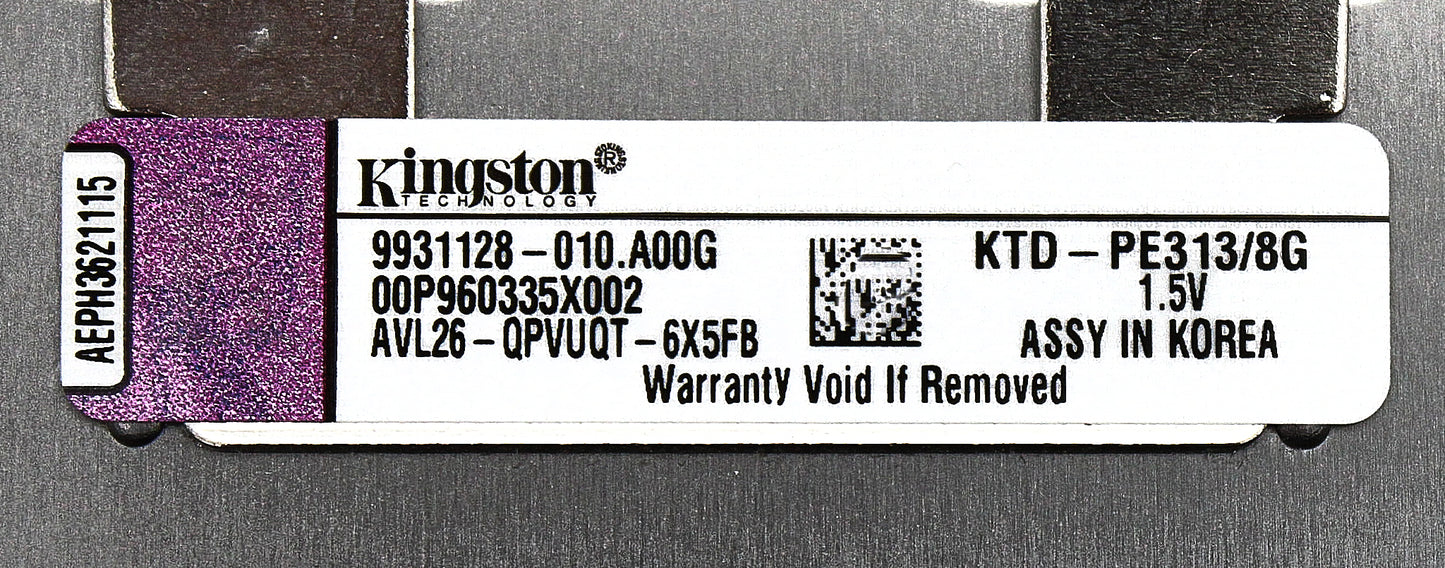 AEPH3621115
Kingston®
TECHNOLOGY
9931128-010.A00G
00P960335X002
AVL26-QPVUQT-6X5FB
KTD-PE313/8G
1.5V
ASSY IN KOREA
Warranty Void If Removed